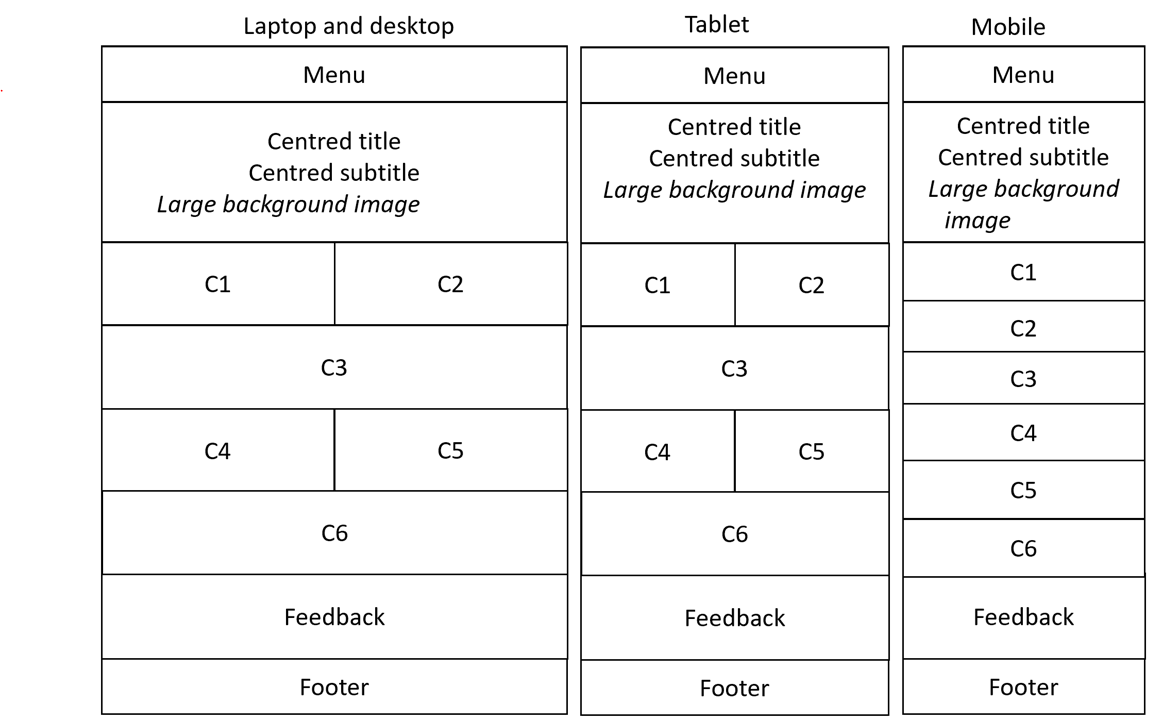 Laptop and desktop
Menu
Centred title
Centred subtitle
Large background image
C1
C2
C3
C4
C5
C6
Feedback
Footer
Tablet
Menu
Centred title
Centred subtitle
Large background image
C1
C2
C3
C4
C5
C6
Feedback
Footer
Mobile
Menu
Centred title
Centred subtitle
Large background
image
C1
C2
C3
C4
C5
C6
Feedback
Footer